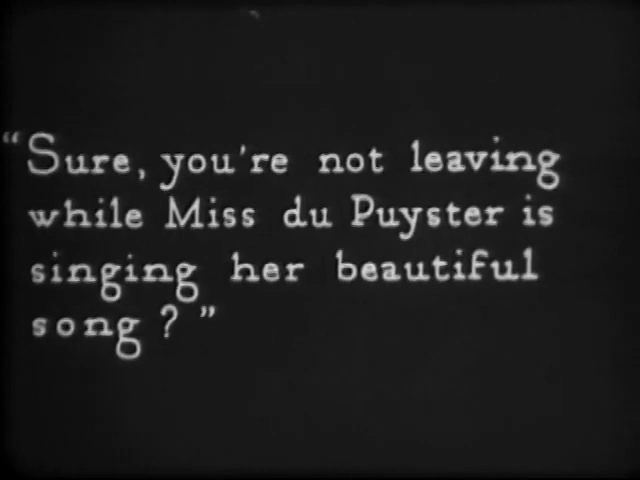 "Sure, you're not leaving
while Miss du Puyster is
singing her beautiful
song?"